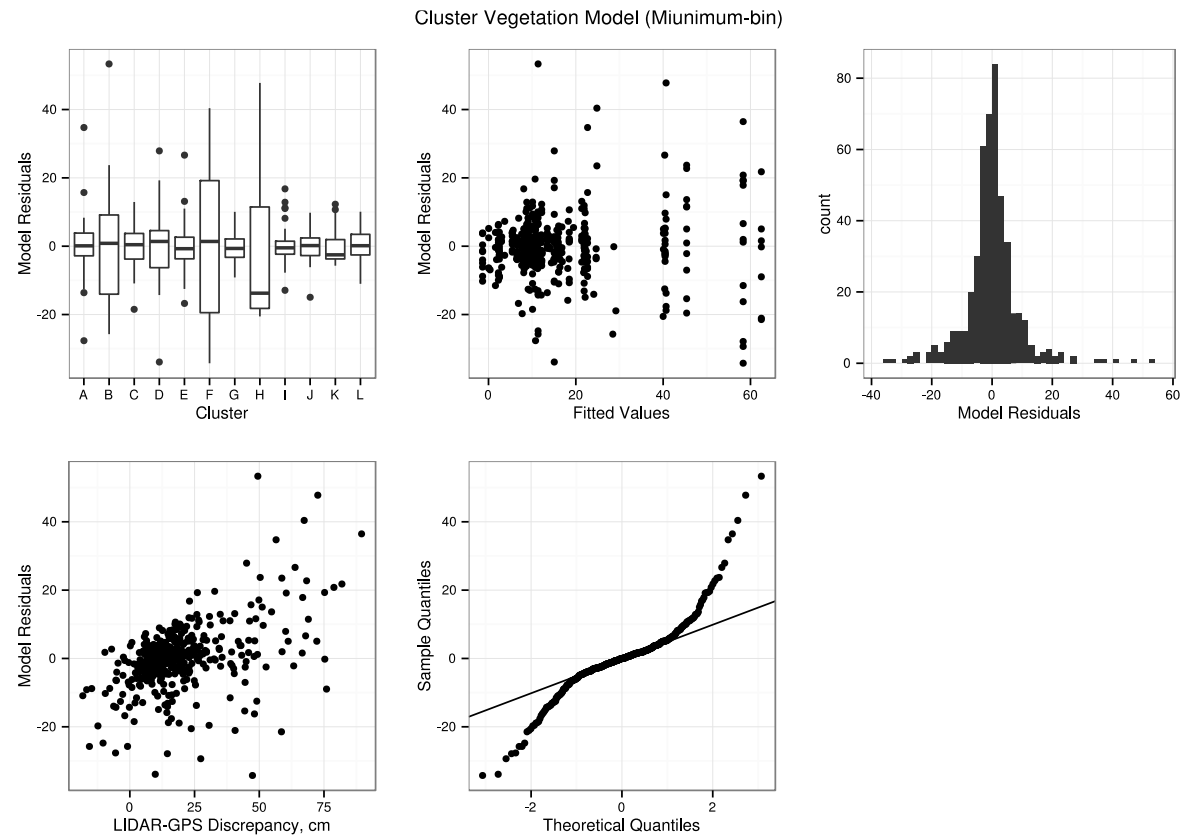 Cluster Vegetation Model (Miunimum-bin)
Model Residuals
40
20
0
-20
A B C D E F G H I J K L
Cluster
Model Residuals
40
20
0
-20
0 20 40 60
Fitted Values
count
80
60
40
20
0
-40 -20 0 20 40 60
Model Residuals
Model Residuals
40
20
0
-20
0 25 50 75
LIDAR-GPS Discrepancy, cm
Sample Quantiles
40
20
0
-20
-2 0 2
Theoretical Quantiles